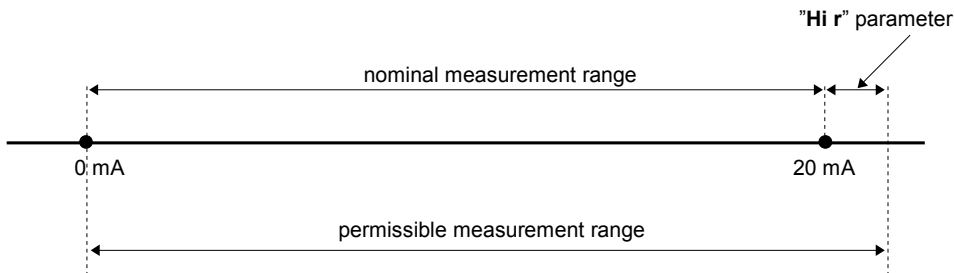 ”Hi r” parameter
nominal measurement range
0 mA
20 mA
permissible measurement range